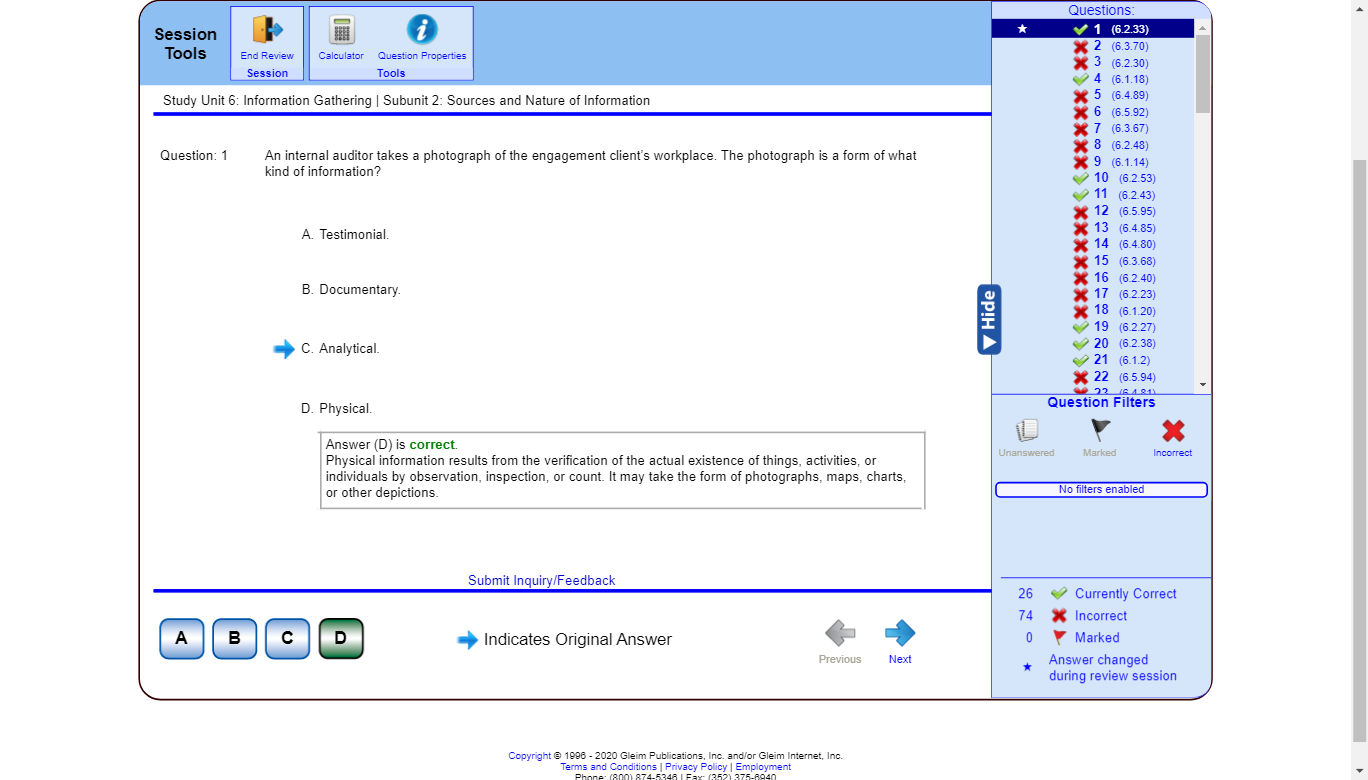 Session Tools
End Review
Session
Calculator
Question Properties
Tools
Study Unit 6: Information Gathering | Subunit 2: Sources and Nature of Information
Question: 1
An internal auditor takes a photograph of the engagement client's workplace. The photograph is a form of what
kind of information?
A. Testimonial.
B. Documentary.
C. Analytical.
D. Physical.
Answer (D) is correct.
Physical information results from the verification of the actual existence of things, activities, or
individuals by observation, inspection, or count. It may take the form of photographs, maps, charts,
or other depictions.
Submit Inquiry/Feedback
A
B
C
D
Indicates Original Answer
Previous
Next
Hide
Questions:
1 (6.2.33)
2 (6.3.70)
3 (6.2.30)
4 (6.1.18)
5 (6.4.89)
6 (6.5.92)
7 (6.3.67)
8 (6.2.48)
9 (6.1.14)
10 (6.2.53)
11 (6.2.43)
12 (6.5.95)
13 (6.4.85)
14 (6.4.80)
15 (6.3.68)
16 (6.2.40)
17 (6.2.23)
18 (6.1.20)
19 (6.2.27)
20 (6.2.38)
21 (6.1.2)
22 (6.5.94)
23 (6.4.81)
Question Filters
Unanswered
Marked
Incorrect
No filters enabled
26 Currently Correct
74 Incorrect
0 Marked
Answer changed
during review session
Copyright © 1996 - 2020 Gleim Publications, Inc. and/or Gleim Internet, Inc.
Terms and Conditions | Privacy Policy | Employment
Phone: (800) 874-5346 | Fax: (352) 375-6940